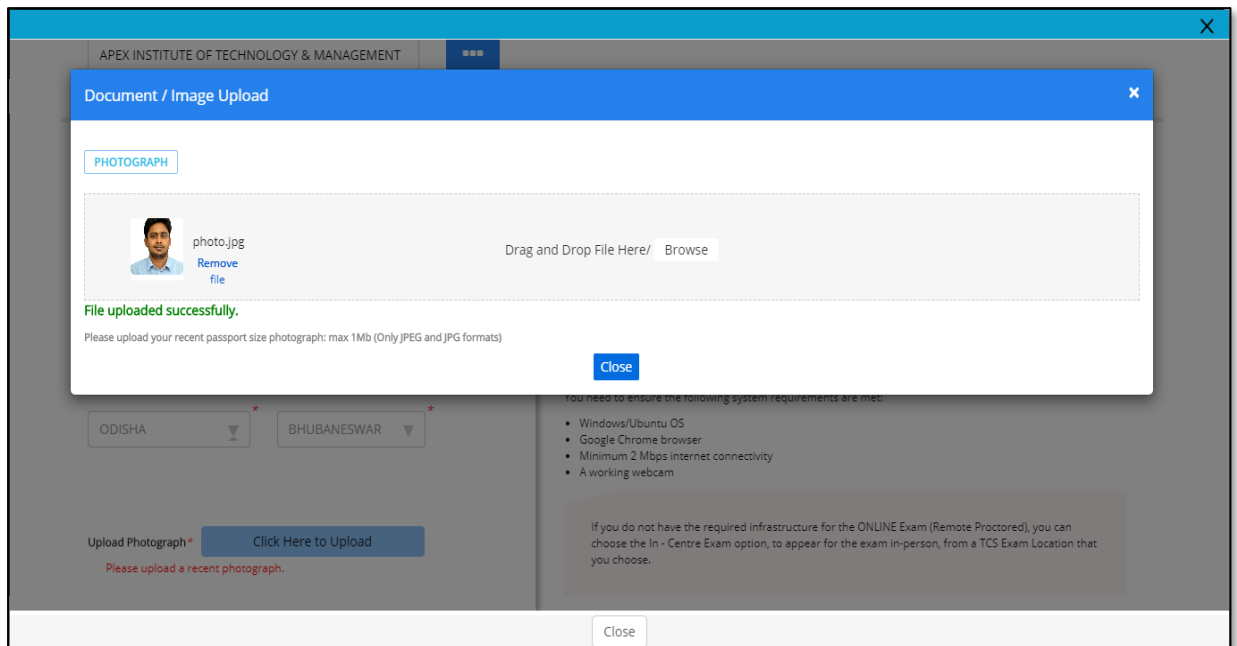 X
APEX INSTITUTE OF TECHNOLOGY & MANAGEMENT
Document / Image Upload
×
PHOTOGRAPH
photo.jpg
Remove
file
Drag and Drop File Here/ Browse
File uploaded successfully.
Please upload your recent passport size photograph: max 1Mb (Only JPEG and JPG formats)
Close
You need to ensure the following system requirements are met:
ODISHA
*
BHUBANESWAR
*
• Windows/Ubuntu OS
• Google Chrome browser
• Minimum 2 Mbps internet connectivity
• A working webcam
Upload Photograph*
Click Here to Upload
Please upload a recent photograph.
If you do not have the required infrastructure for the ONLINE Exam (Remote Proctored), you can
choose the In - Centre Exam option, to appear for the exam in-person, from a TCS Exam Location that
you choose.
Close